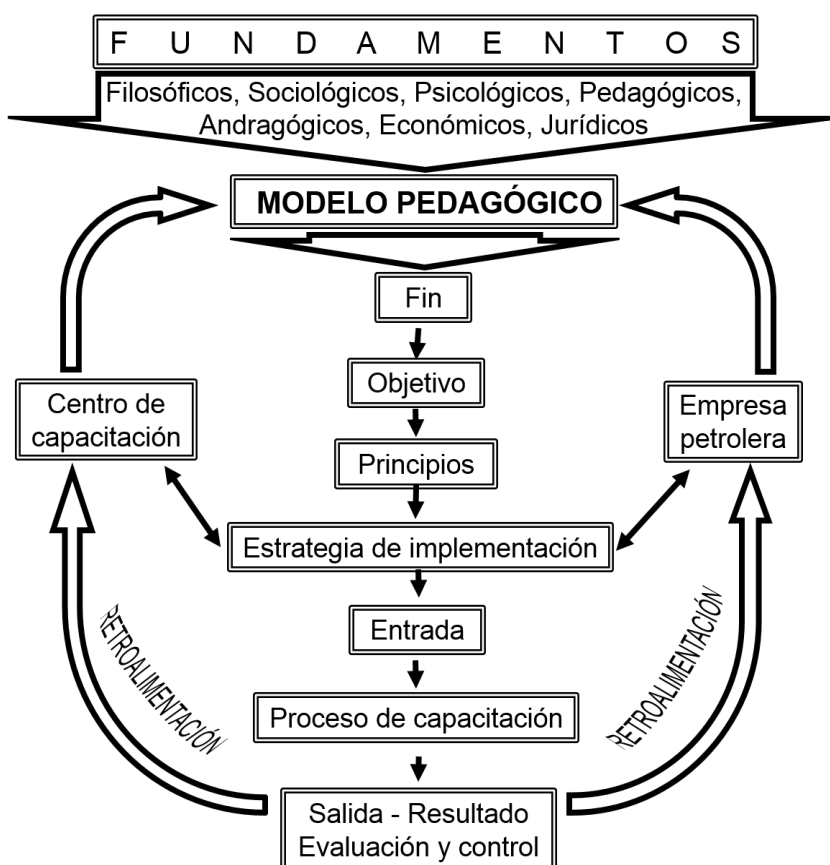 F U N D A M E N T O S
Filosóficos, Sociológicos, Psicológicos, Pedagógicos,
Andragógicos, Económicos, Jurídicos
MODELO PEDAGÓGICO
Fin
Objetivo
Centro de
capacitación
Empresa
petrolera
Principios
Estrategia de implementación
Entrada
RETROALIMENTACIÓN
RETROALIMENTACIÓN
Proceso de capacitación
Salida - Resultado
Evaluación y control